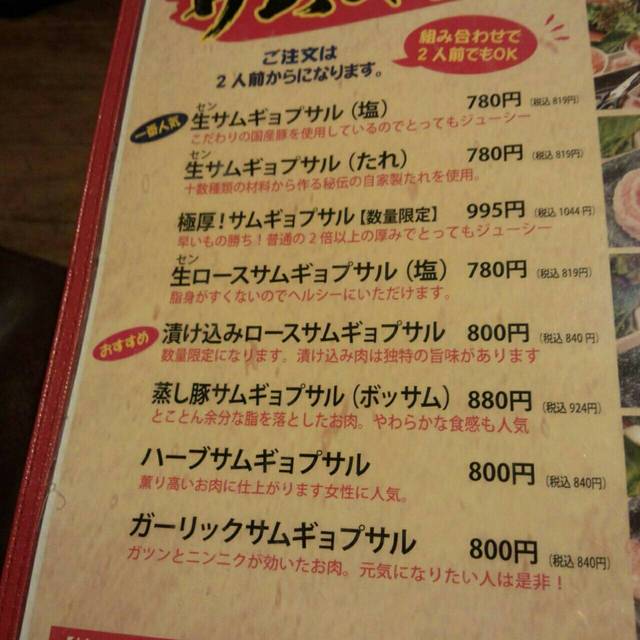 ご注文は
2人前からになります。
組み合わせで
2人前でもOK
一番人気
セン
生サムギョプサル（塩） 780円（税込 819円）
こだわりの国産豚を使用しているのでとってもジューシー
セン
生サムギョプサル（たれ） 780円（税込 819円）
十数種類の材料から作る秘伝の自家製たれを使用。
極厚！サムギョプサル【数量限定】 995円（税込 1044円）
早いもの勝ち！普通の2倍以上の厚みでとってもジューシー
セン
生ロースサムギョプサル（塩） 780円（税込 819円）
脂身がすくないのでヘルシーにいただけます。
おすすめ
漬け込みロースサムギョプサル 800円（税込 840円）
数量限定になります。漬け込み肉は独特の旨味があります
蒸し豚サムギョプサル（ボッサム） 880円（税込 924円）
とことん余分な脂を落としたお肉。やわらかな食感も人気
ハーブサムギョプサル 800円（税込 840円）
薫り高いお肉に仕上がります女性に人気。
ガーリックサムギョプサル 800円（税込 840円）
ガツンとニンニクが効いたお肉。元気になりたい人は是非！